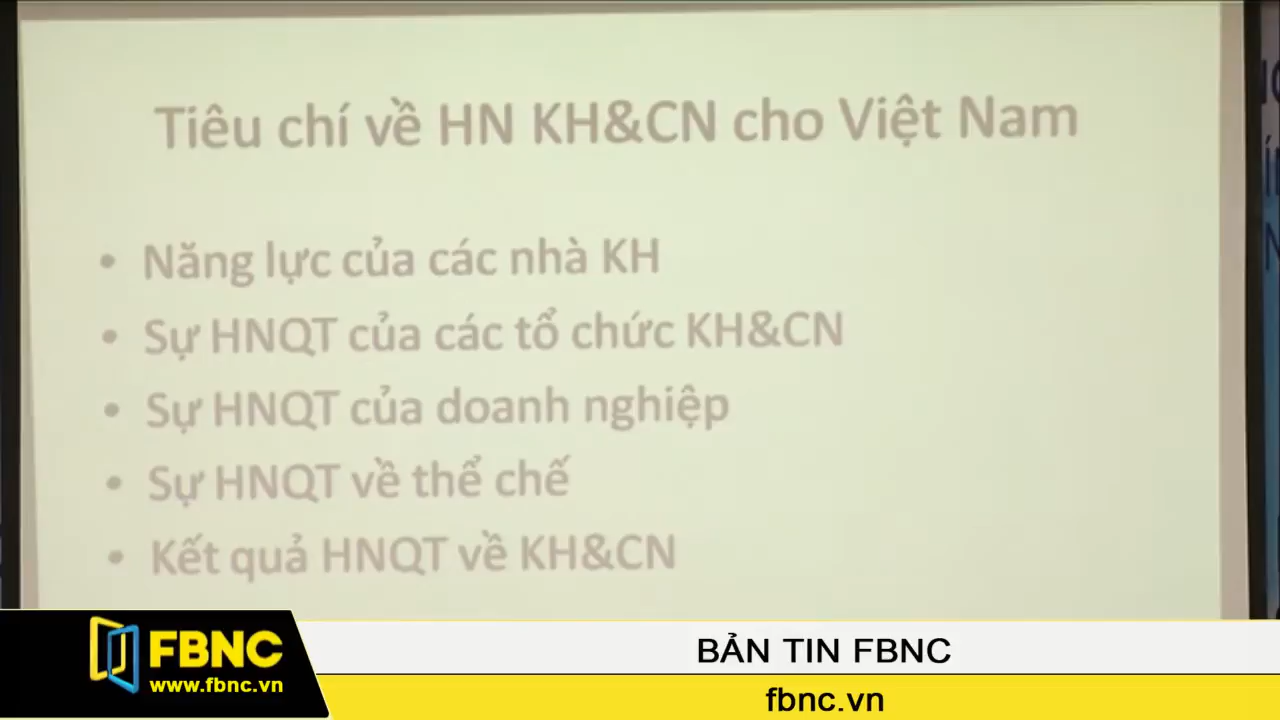 Tiêu chí về HN KH&CN cho Việt Nam
• Năng lực của các nhà KH
• Sự HNQT của các tổ chức KH&CN
• Sự HNQT của doanh nghiệp
• Sự HNQT về thể chế
• Kết quả HNQT về KH&CN
FBNC
www.fbnc.vn
BẢN TIN FBNC
fbnc.vn